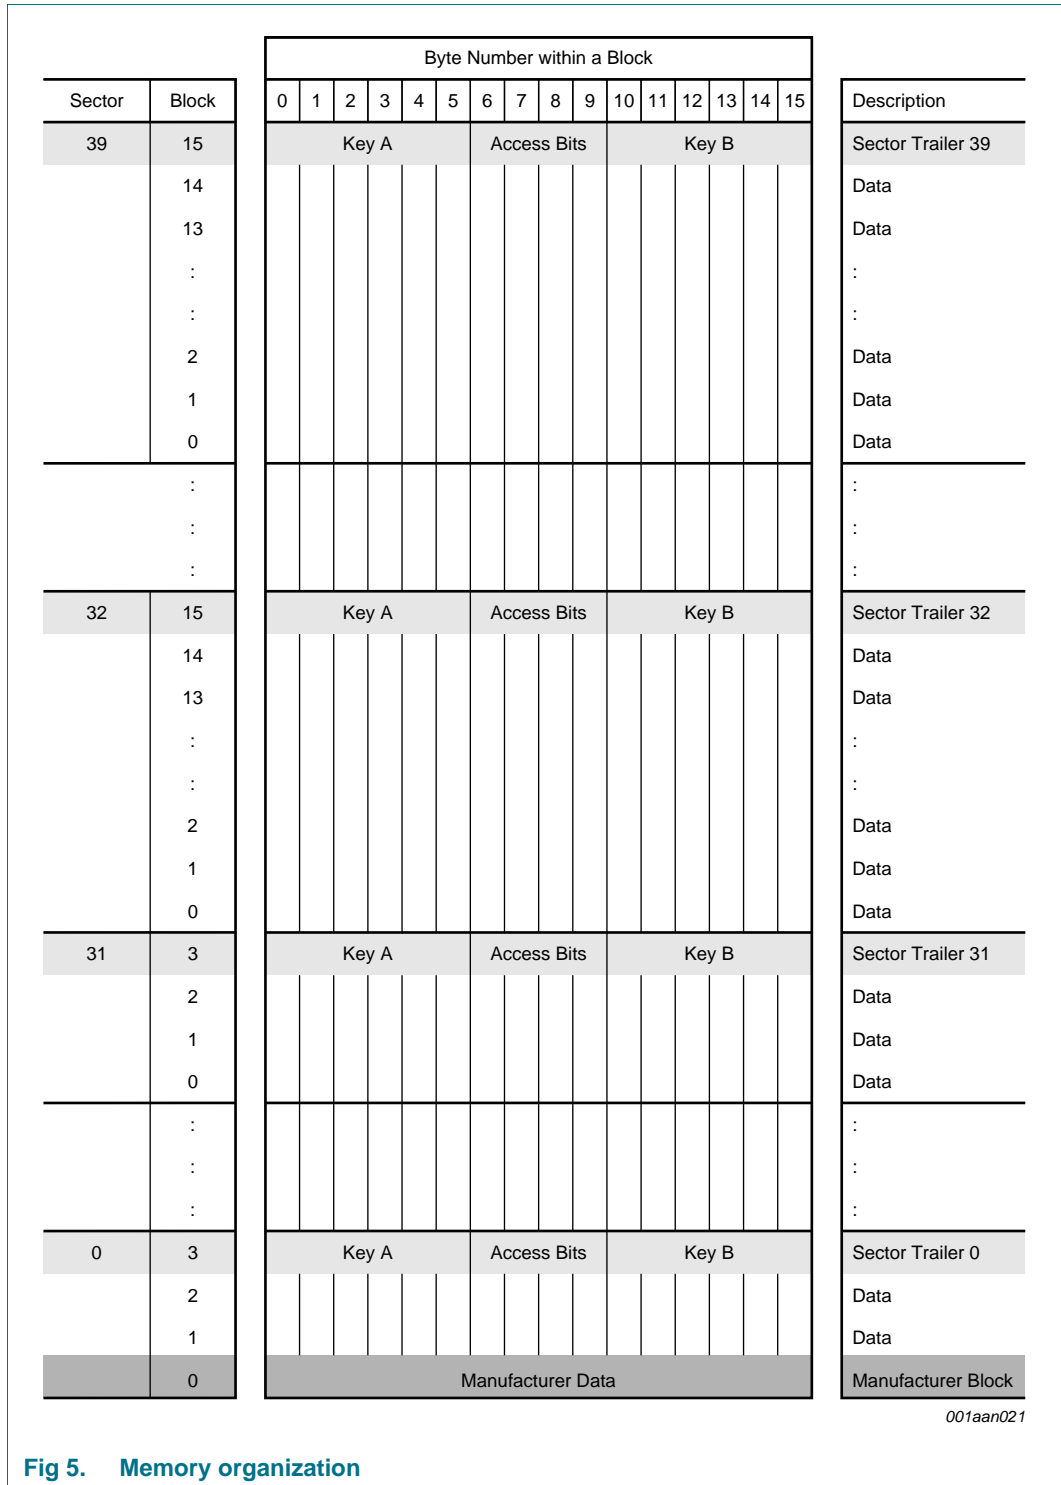 Byte Number within a Block
Sector Block 0 1 2 3 4 5 6 7 8 9 10 11 12 13 14 15 Description
39 15 Key A Access Bits Key B Sector Trailer 39
14 Data
13 Data
: :
: :
2 Data
1 Data
0 Data
: :
: :
: :
32 15 Key A Access Bits Key B Sector Trailer 32
14 Data
13 Data
: :
: :
2 Data
1 Data
0 Data
31 3 Key A Access Bits Key B Sector Trailer 31
2 Data
1 Data
0 Data
: :
: :
: :
0 3 Key A Access Bits Key B Sector Trailer 0
2 Data
1 Data
0 Manufacturer Data Manufacturer Block
001aan021
Fig 5. Memory organization